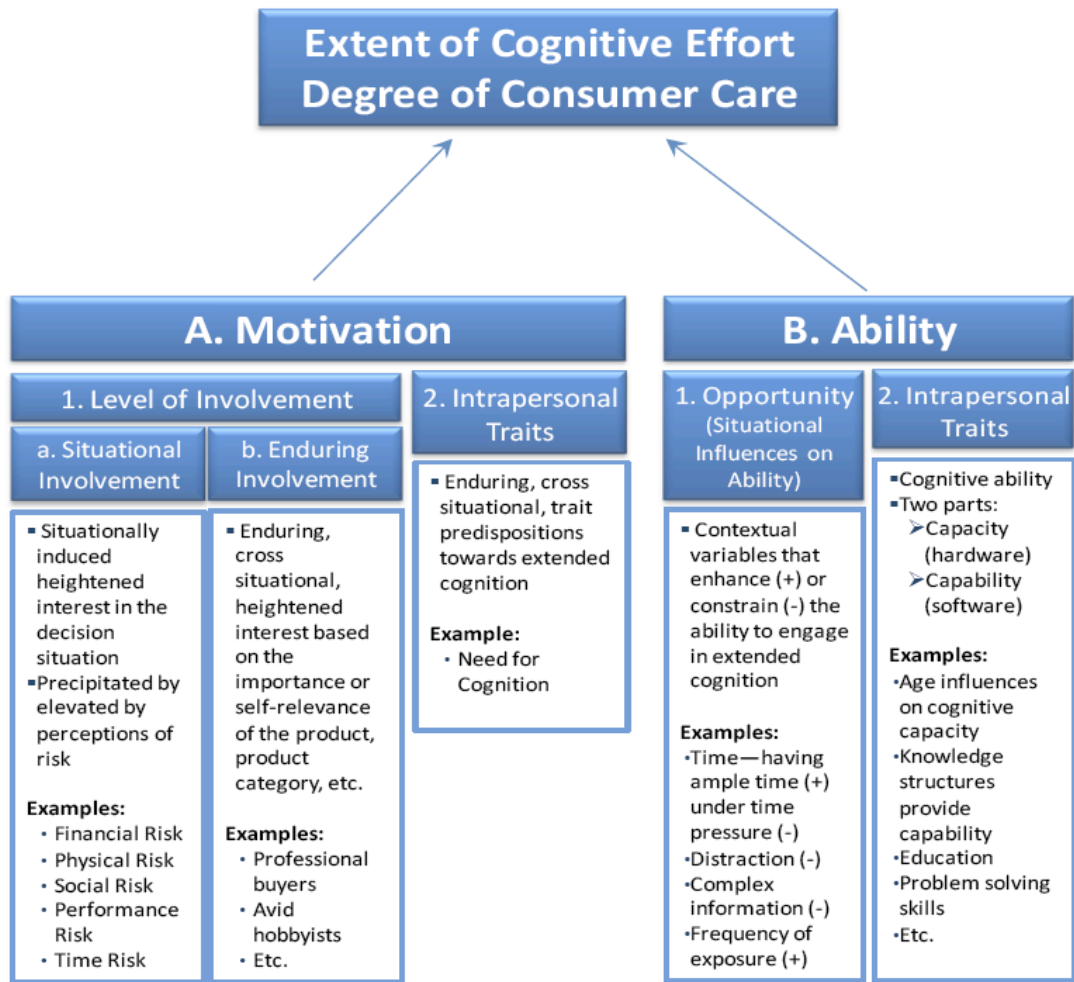 Extent of Cognitive Effort
Degree of Consumer Care
A. Motivation
1. Level of Involvement
a. Situational
Involvement
▪ Situationally
induced
heightened
interest in the
decision
situation
▪Precipitated by
elevated by
perceptions of
risk
Examples:
• Financial Risk
• Physical Risk
• Social Risk
• Performance
Risk
• Time Risk
b. Enduring
Involvement
▪ Enduring,
cross
situational,
heightened
interest based
on the
importance or
self-relevance
of the product,
product
category, etc.
Examples:
• Professional
buyers
• Avid
hobbyists
• Etc.
2. Intrapersonal
Traits
▪ Enduring, cross
situational, trait
predispositions
towards extended
cognition
Example:
• Need for
Cognition
B. Ability
1. Opportunity
(Situational
Influences on
Ability)
▪ Contextual
variables that
enhance (+) or
constrain (-) the
ability to engage
in extended
cognition
Examples:
•Time—having
ample time (+)
under time
pressure (-)
•Distraction (-)
•Complex
information (-)
•Frequency of
exposure (+)
2. Intrapersonal
Traits
▪Cognitive ability
▪Two parts:
➢Capacity
(hardware)
➢Capability
(software)
Examples:
•Age influences
on cognitive
capacity
•Knowledge
structures
provide
capability
•Education
•Problem solving
skills
•Etc.